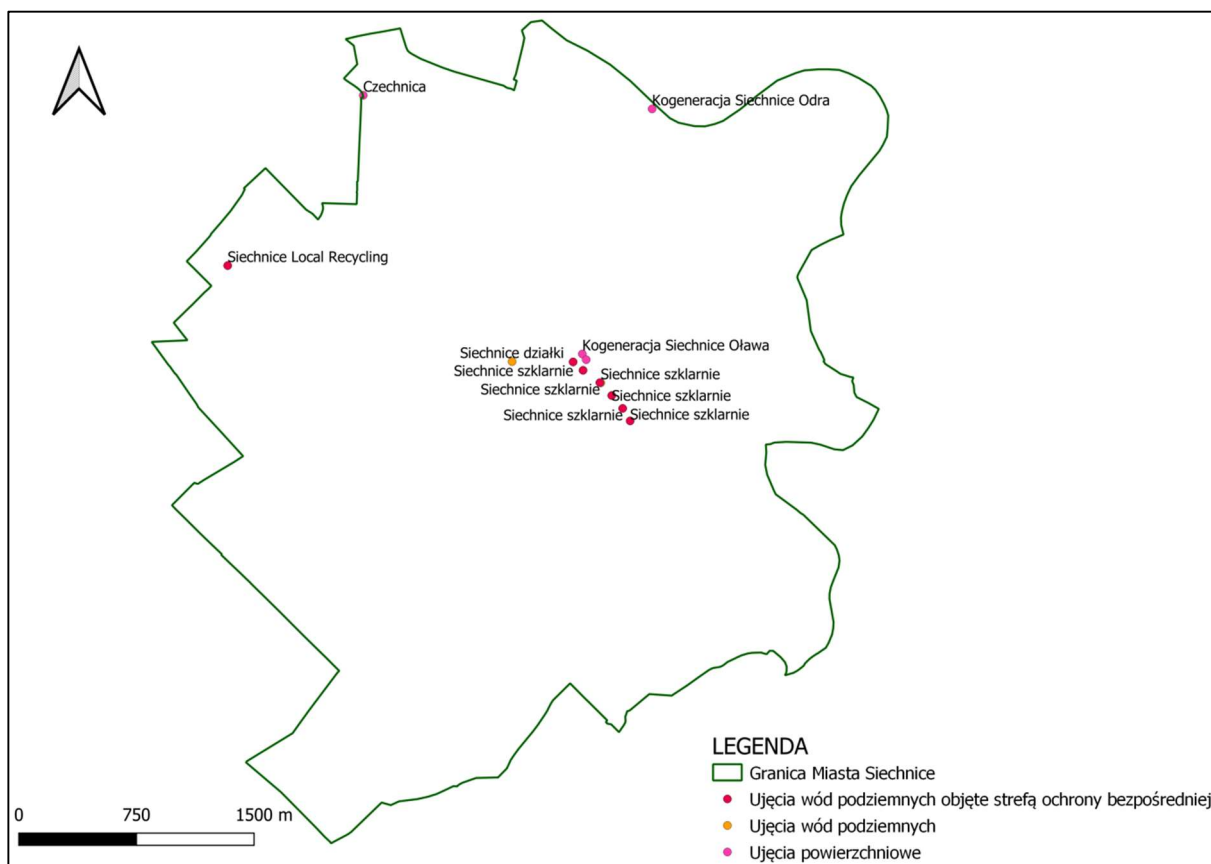 Czechnica
Kogeneracja Siechnice Odra
Siechnice Local Recycling
Kogeneracja Siechnice Oława
Siechnice działki
Siechnice szklarnie
Siechnice szklarnie
Siechnice szklarnie
Siechnice szklarnie
Siechnice szklarnie
Siechnice szklarnie
LEGENDA
Granica Miasta Siechnice
Ujęcia wód podziemnych objęte strefą ochrony bezpośredniej
Ujęcia wód podziemnych
Ujęcia powierzchniowe
0 750 1500 m